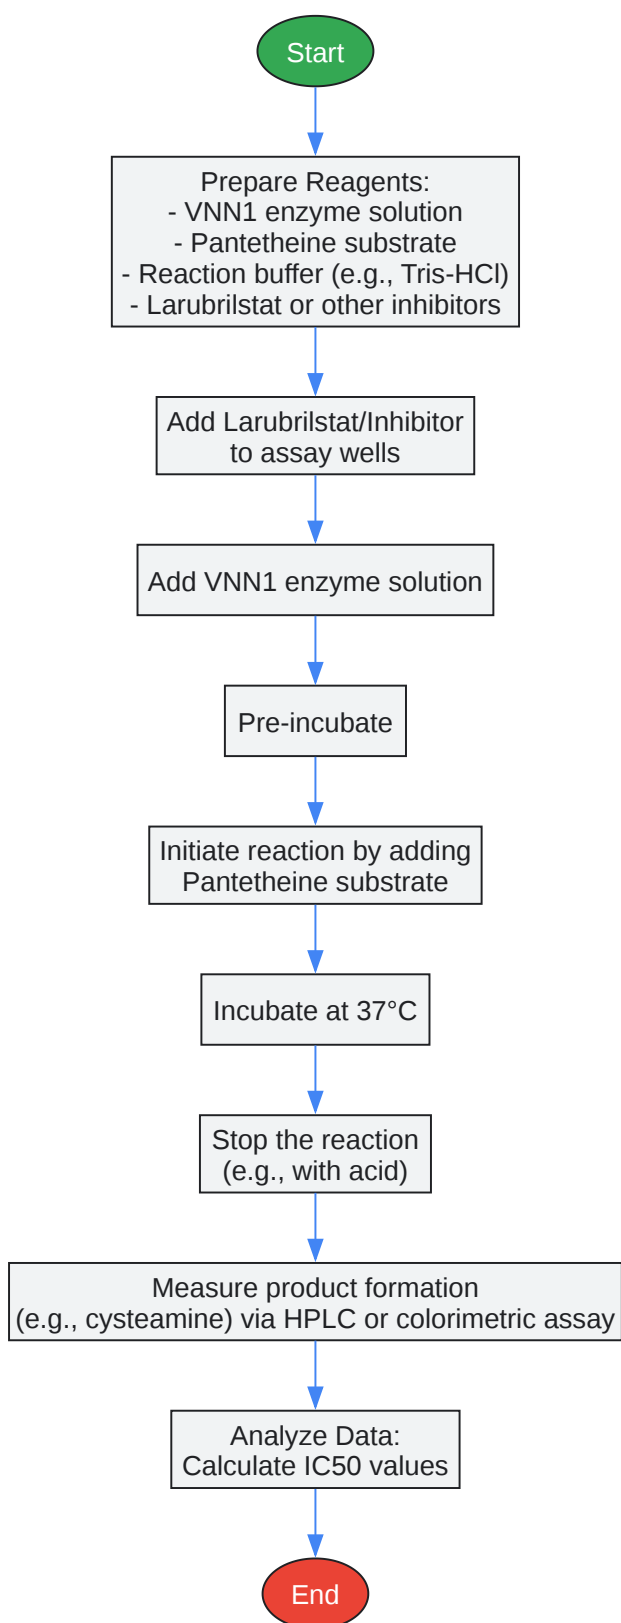 Start
Prepare Reagents:
- VNN1 enzyme solution
- Pantetheine substrate
- Reaction buffer (e.g., Tris-HCl)
- Larubrilstat or other inhibitors
Add Larubrilstat/Inhibitor
to assay wells
Add VNN1 enzyme solution
Pre-incubate
Initiate reaction by adding
Pantetheine substrate
Incubate at 37°C
Stop the reaction
(e.g., with acid)
Measure product formation
(e.g., cysteamine) via HPLC or colorimetric assay
Analyze Data:
Calculate IC50 values
End